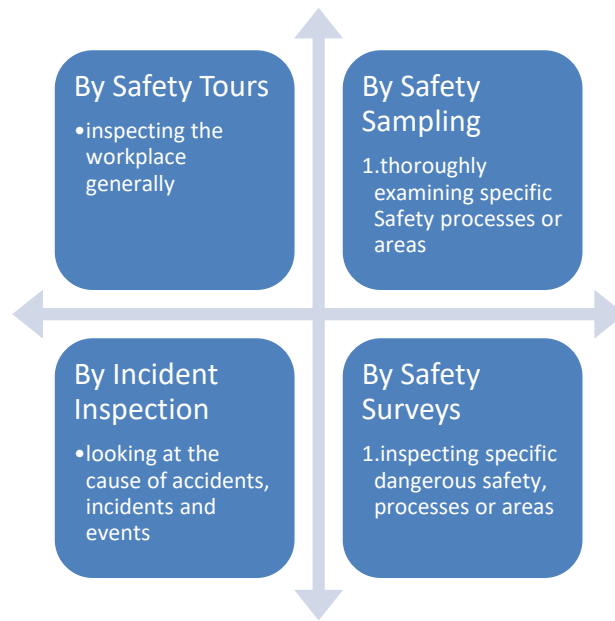 By Safety Tours
•inspecting the
workplace
generally
By Safety
Sampling
1.thoroughly
examining specific
Safety processes or
areas
By Incident
Inspection
•looking at the
cause of accidents,
incidents and
events
By Safety
Surveys
1.inspecting specific
dangerous safety,
processes or areas